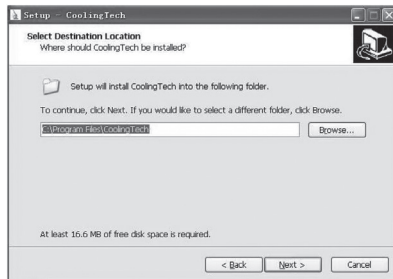 Setup - CoolingTech
Select Destination Location
Where should CoolingTech be installed?
Setup will install CoolingTech into the following folder.
To continue, click Next. If you would like to select a different folder, click Browse.
C:\Program Files\CoolingTech
Browse...
At least 16.6 MB of free disk space is required.
< Back
Next >
Cancel